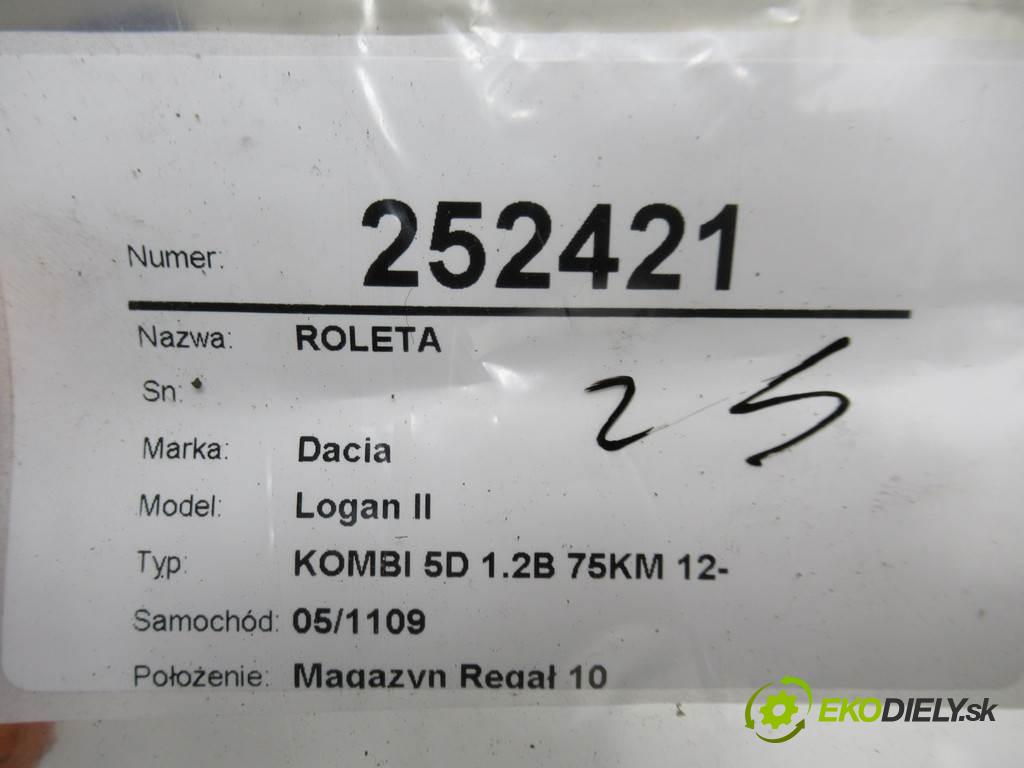 Numer: 252421
Nazwa: ROLETA
Sn:
25
Marka: Dacia
Model: Logan II
Typ: KOMBI 5D 1.2B 75KM 12-
Samochód: 05/1109
Położenie: Magazyn Regał 10
EKODIELY.sk